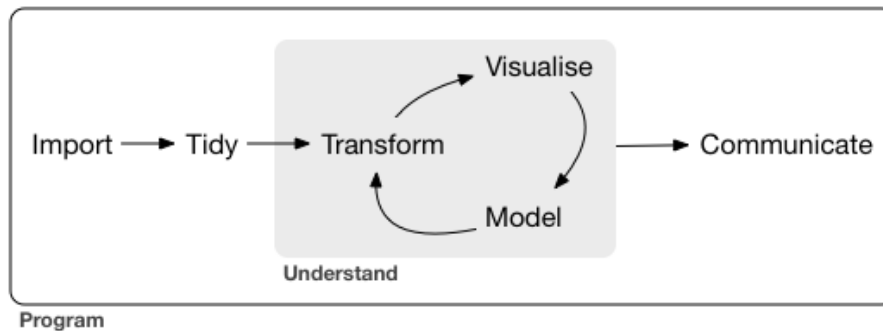 Visualise
Import
Tidy
Transform
Communicate
Model
Understand
Program